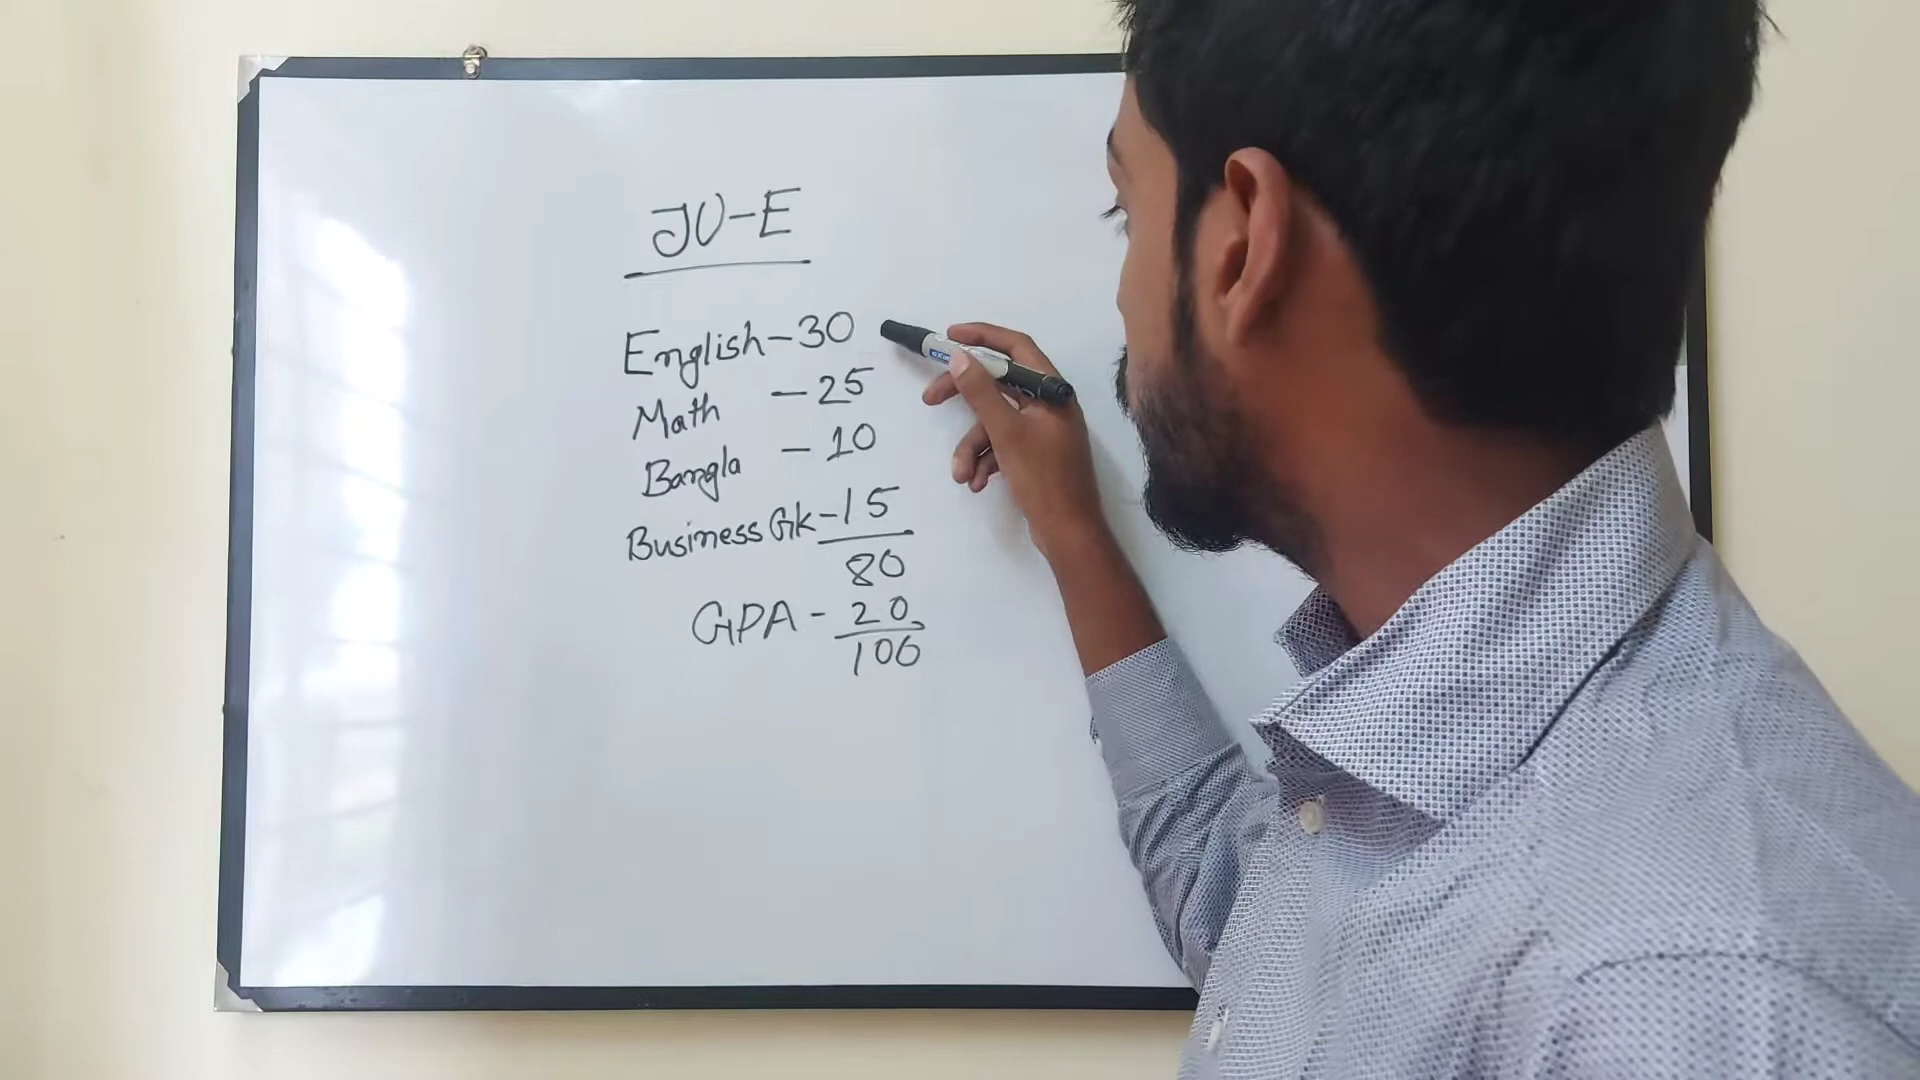 JU-E
English-30
Math - 25
Bangla - 10
Business GK-15
80
GPA - 20
100